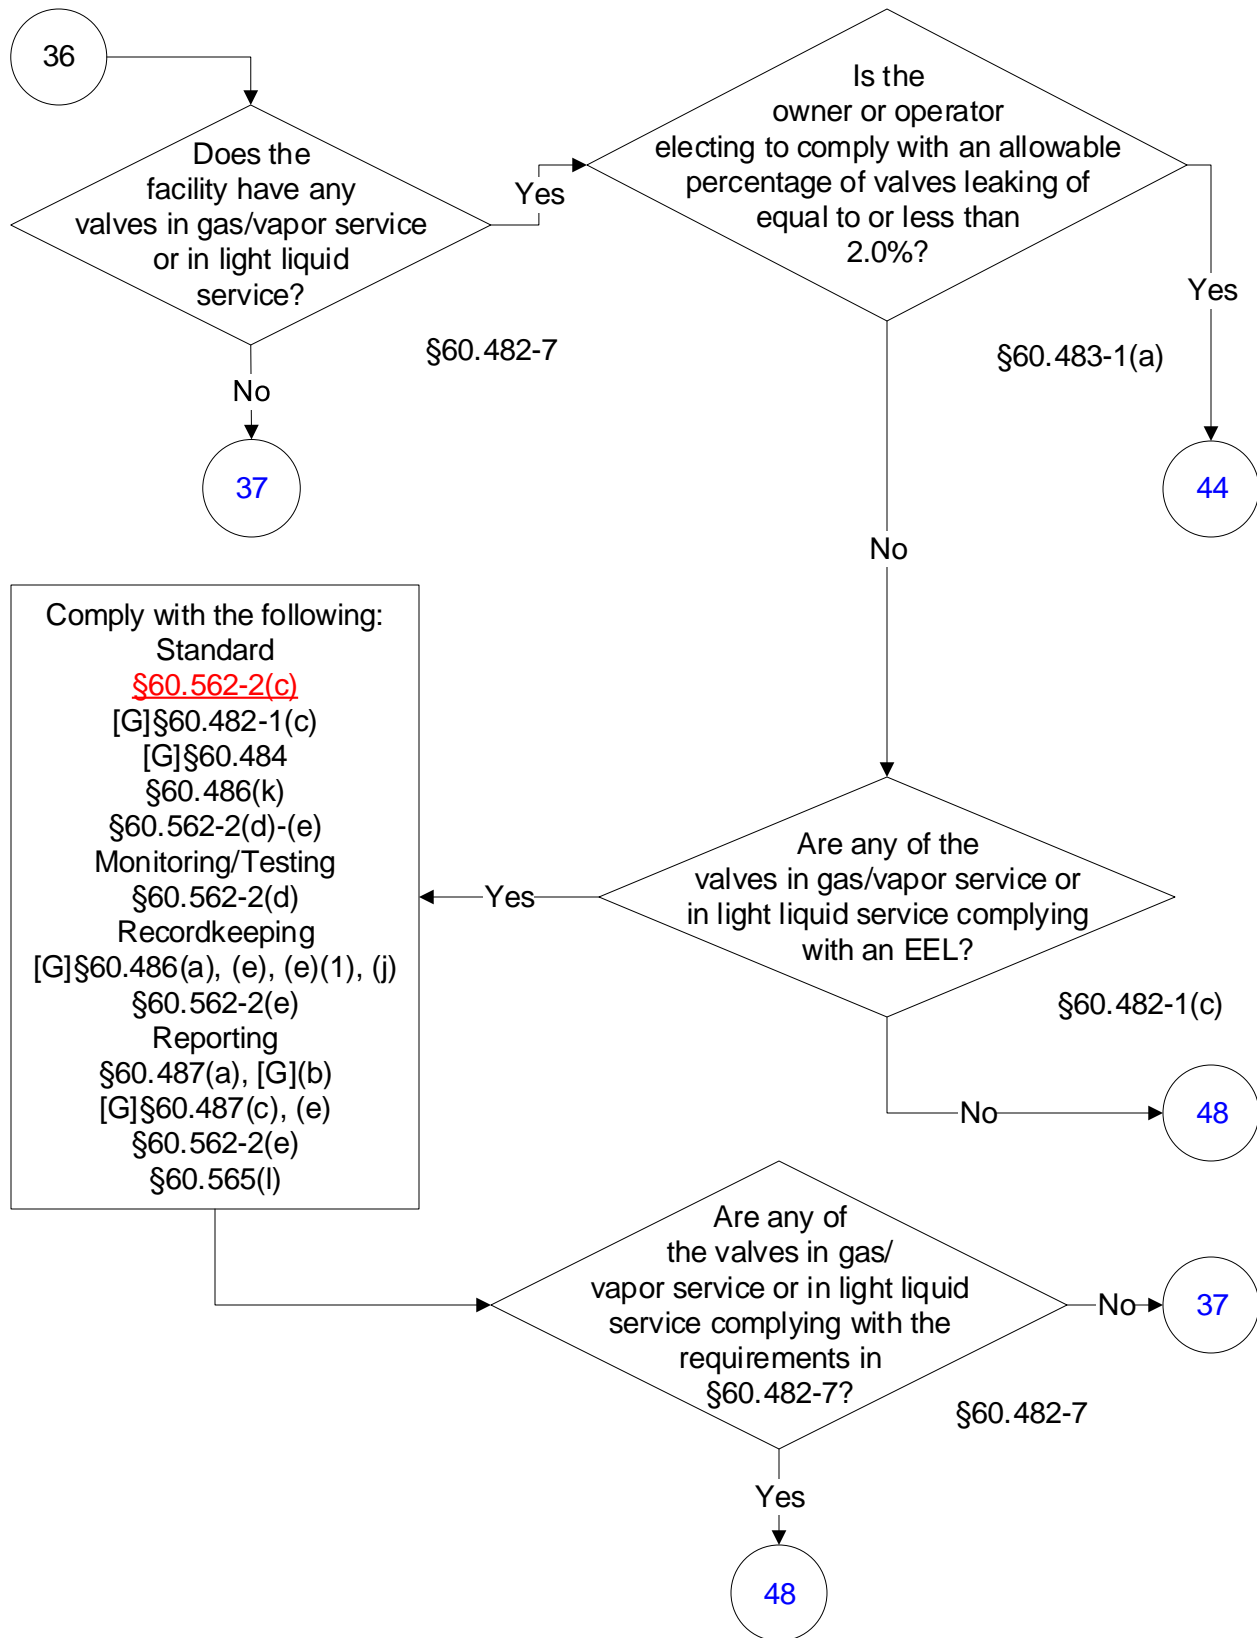 36
Does the
facility have any
valves in gas/vapor service
or in light liquid
service?
§60.482-7
Yes
No
37
Is the
owner or operator
electing to comply with an allowable
percentage of valves leaking of
equal to or less than
2.0%?
§60.483-1(a)
Yes
44
No
Are any of the
valves in gas/vapor service or
in light liquid service complying
with an EEL?
§60.482-1(c)
Yes
No
48
Comply with the following:
Standard
§60.562-2(c)
[G]§60.482-1(c)
[G]§60.484
§60.486(k)
§60.562-2(d)-(e)
Monitoring/Testing
§60.562-2(d)
Recordkeeping
[G]§60.486(a), (e), (e)(1), (j)
§60.562-2(e)
Reporting
§60.487(a), [G](b)
[G]§60.487(c), (e)
§60.562-2(e)
§60.565(l)
Are any of
the valves in gas/
vapor service or in light liquid
service complying with the
requirements in
§60.482-7?
§60.482-7
No
37
Yes
48